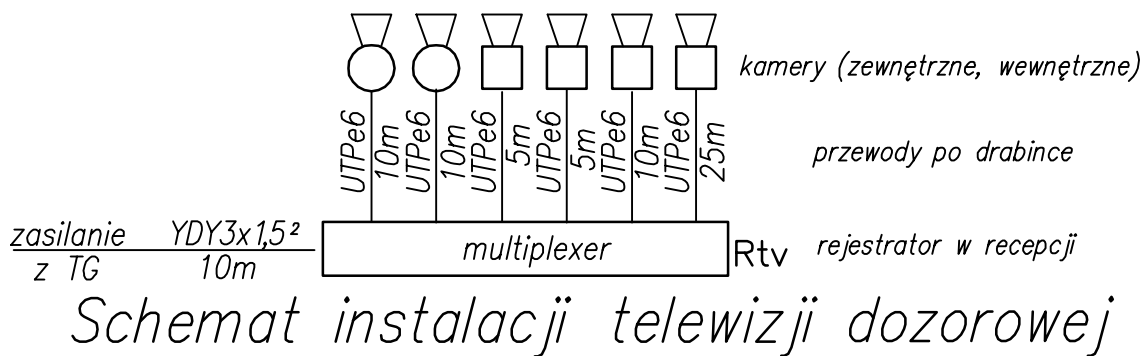 kamery (zewnętrzne, wewnętrzne)
UTPe6 10m
UTPe6 10m
UTPe6 5m
UTPe6 5m
UTPe6 10m
UTPe6 25m
przewody po drabince
zasilanie YDY3x1,5²
z TG 10m
multiplexer
Rtv
rejestrator w recepcji
Schemat instalacji telewizji dozorowej